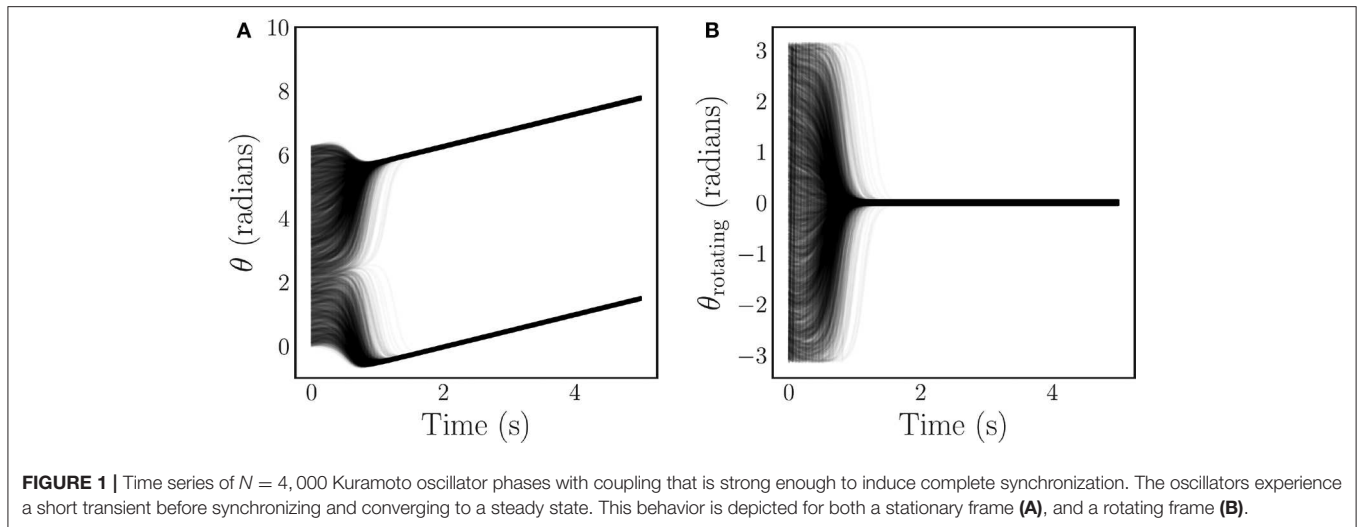 A
10
8
6
4
2
0
θ (radians)
0
2
4
Time (s)
B
3
2
1
0
−1
−2
−3
θrotating (radians)
0
2
4
Time (s)
FIGURE 1 | Time series of N = 4, 000 Kuramoto oscillator phases with coupling that is strong enough to induce complete synchronization. The oscillators experience
a short transient before synchronizing and converging to a steady state. This behavior is depicted for both a stationary frame (A), and a rotating frame (B).